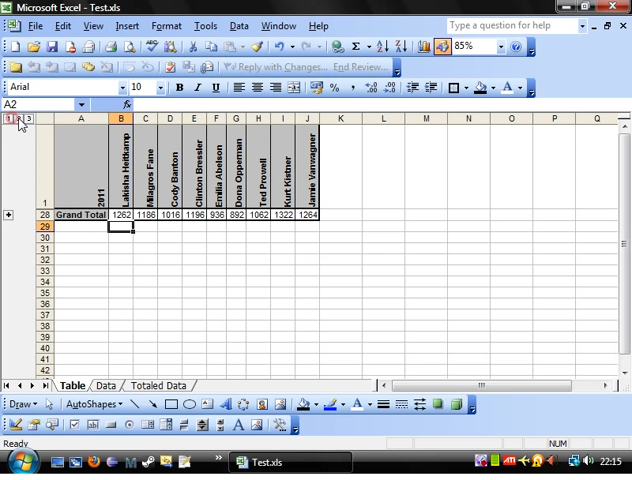 Microsoft Excel - Test.xls
File Edit View Insert Format Tools Data Window Help
Type a question for help
Σ 85%
Reply with Changes... End Review...
Arial 10 B I U
A2 fx
1 2 3
A B C D E F G H I J K L M N O P Q
1 2011 Lakisha Heitkamp Milagros Fane Cody Banton Clinton Bressler Emilia Abelson Dona Opperman Ted Prowell Kurt Kietner Jamie Vanwagner
28 Grand Total 1262 1186 1016 1196 936 892 1062 1322 1264
29
30
31
32
33
34
35
36
37
38
39
40
41
42
Table Data Totaled Data
Draw AutoShapes
Ready NUM
Test.xls 22:15